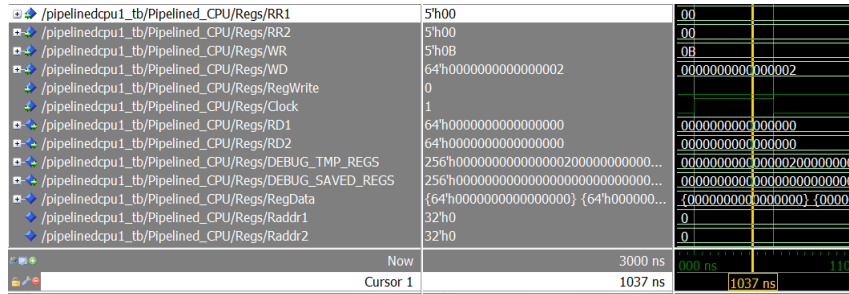 /pipelinedcpu1_tb/Pipelined_CPU/Regs/RR1 5'h00 00
/pipelinedcpu1_tb/Pipelined_CPU/Regs/RR2 5'h00 00
/pipelinedcpu1_tb/Pipelined_CPU/Regs/WR 5'h0B 0B
/pipelinedcpu1_tb/Pipelined_CPU/Regs/WD 64'h0000000000000002 0000000000000002
/pipelinedcpu1_tb/Pipelined_CPU/Regs/RegWrite 0
/pipelinedcpu1_tb/Pipelined_CPU/Regs/Clock 1
/pipelinedcpu1_tb/Pipelined_CPU/Regs/RD1 64'h0000000000000000 0000000000000000
/pipelinedcpu1_tb/Pipelined_CPU/Regs/RD2 64'h0000000000000000 0000000000000000
/pipelinedcpu1_tb/Pipelined_CPU/Regs/DEBUG_TMP_REGS 256'h0000000000000000200000000000... 000000000000000200000000
/pipelinedcpu1_tb/Pipelined_CPU/Regs/DEBUG_SAVED_REGS 256'h0000000000000000000000000000... 000000000000000000000000
/pipelinedcpu1_tb/Pipelined_CPU/Regs/RegData {64'h0000000000000000} {64'h000000... {0000000000000000} {0000
/pipelinedcpu1_tb/Pipelined_CPU/Regs/Raddr1 32'h0 0
/pipelinedcpu1_tb/Pipelined_CPU/Regs/Raddr2 32'h0 0
Now 3000 ns 000 ns 110
Cursor 1 1037 ns 1037 ns